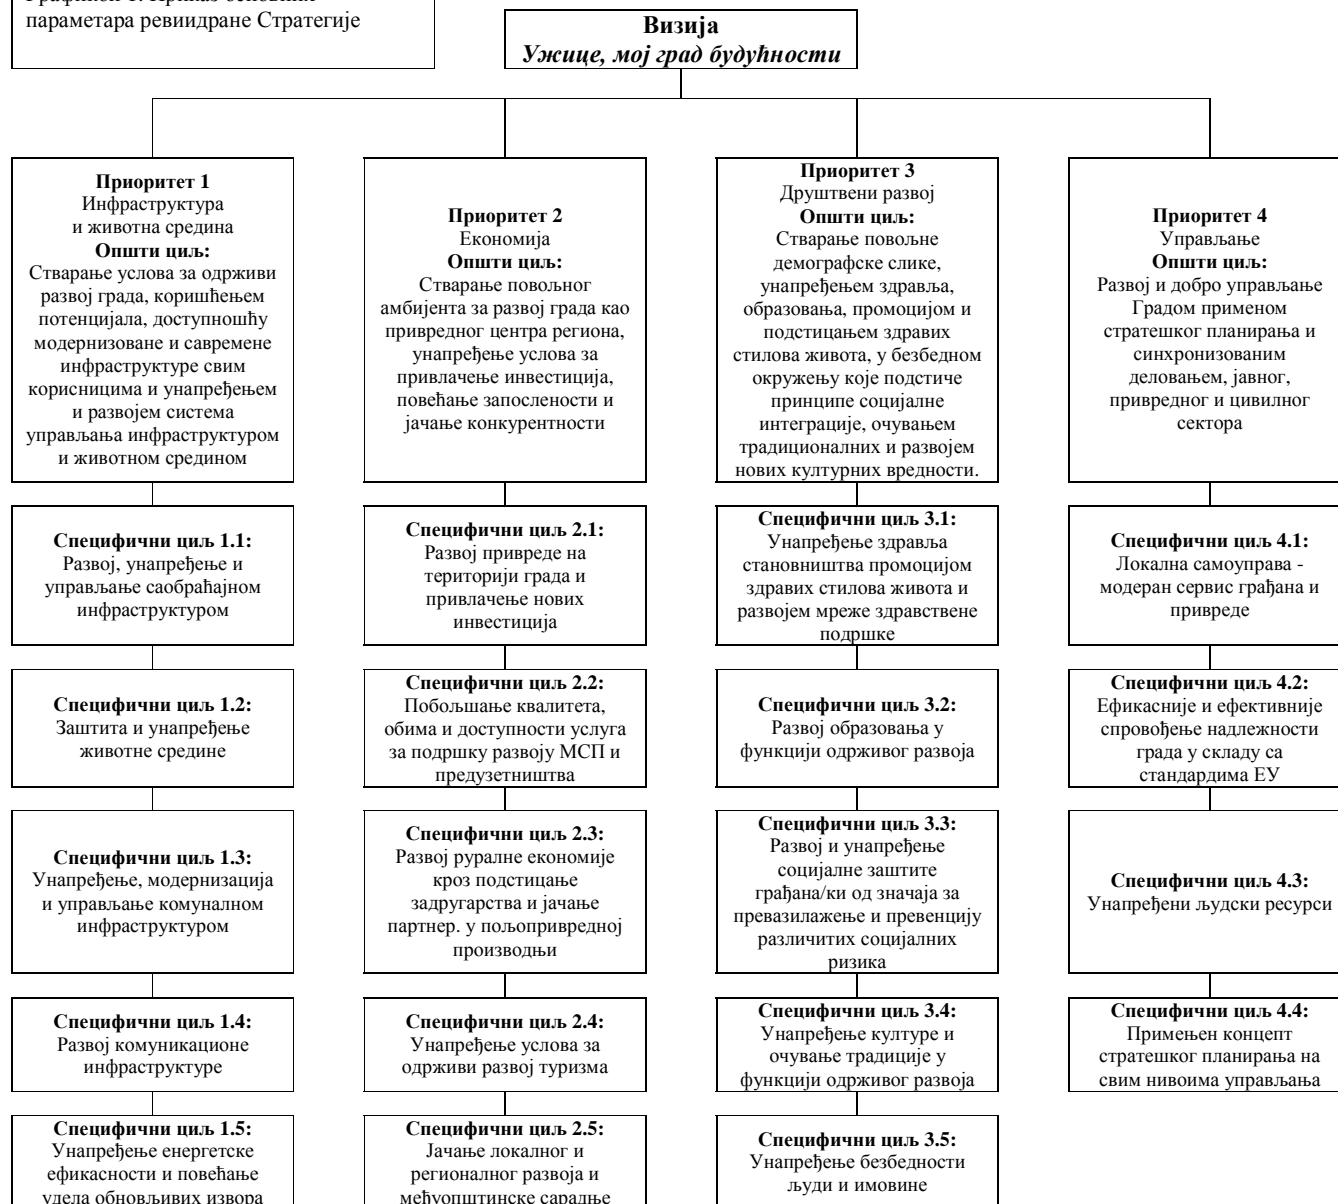 параметара ревиидране Стратегије
Визија
Ужице, мој град будућности
Приоритет 1
Инфраструктура
и животна средина
Општи циљ:
Стварање услова за одрживи
развој града, коришћењем
потенцијала, доступношћу
модернизоване и савремене
инфраструктуре свим
корисницима и унапређењем
и развојем система
управљања инфраструктуром
и животном средином
Специфични циљ 1.1:
Развој, унапређење и
управљање саобраћајном
инфраструктуром
Специфични циљ 1.2:
Заштита и унапређење
животне средине
Специфични циљ 1.3:
Унапређење, модернизација
и управљање комуналном
инфраструктуром
Специфични циљ 1.4:
Развој комуникационе
инфраструктуре
Специфични циљ 1.5:
Унапређење енергетске
ефикасности и повећање
удела обновљивих извора
Приоритет 2
Економија
Општи циљ:
Стварање повољног
амбијента за развој града као
привредног центра региона,
унапређење услова за
привлачење инвестиција,
повећање запослености и
јачање конкурентности
Специфични циљ 2.1:
Развој привреде на
територији града и
привлачење нових
инвестиција
Специфични циљ 2.2:
Побољшање квалитета,
обима и доступности услуга
за подршку развоју МСП и
предузетништва
Специфични циљ 2.3:
Развој руралне економије
кроз подстицање
задругарства и јачање
партнер. у пољопривредној
производњи
Специфични циљ 2.4:
Унапређење услова за
одрживи развој туризма
Специфични циљ 2.5:
Јачање локалног и
регионалног развоја и
међуопштинске сарадње
Приоритет 3
Друштвени развој
Општи циљ:
Стварање повољне
демографске слике,
унапређењем здравља,
образовања, промоцијом и
подстицањем здравих
стилова живота, у безбедном
окружењу које подстиче
принципе социјалне
интеграције, очувањем
традиционалних и развојем
нових културних вредности.
Специфични циљ 3.1:
Унапређење здравља
становништва промоцијом
здравих стилова живота и
развојем мреже здравствене
подршке
Специфични циљ 3.2:
Развој образовања у
функцији одрживог развоја
Специфични циљ 3.3:
Развој и унапређење
социјалне заштите
грађана/ки од значаја за
превазилажење и превенцију
различитих социјалних
ризика
Специфични циљ 3.4:
Унапређење културе и
очување традиције у
функцији одрживог развоја
Специфични циљ 3.5:
Унапређење безбедности
људи и имовине
Приоритет 4
Управљање
Општи циљ:
Развој и добро управљање
Градом применом
стратешког планирања и
синхронизованим
деловањем, јавног,
привредног и цивилног
сектора
Специфични циљ 4.1:
Локална самоуправа -
модеран сервис грађана и
привреде
Специфични циљ 4.2:
Ефикасније и ефективније
спровођење надлежности
града у складу са
стандардима ЕУ
Специфични циљ 4.3:
Унапређени људски ресурси
Специфични циљ 4.4:
Примењен концепт
стратешког планирања на
свим нивоима управљања